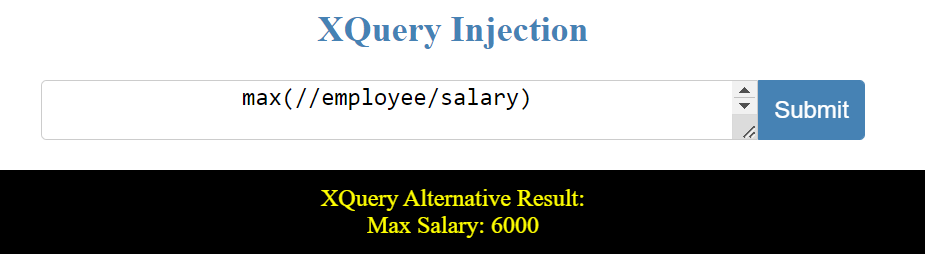 XQuery Injection
max(//employee/salary)
Submit
XQuery Alternative Result:
Max Salary: 6000